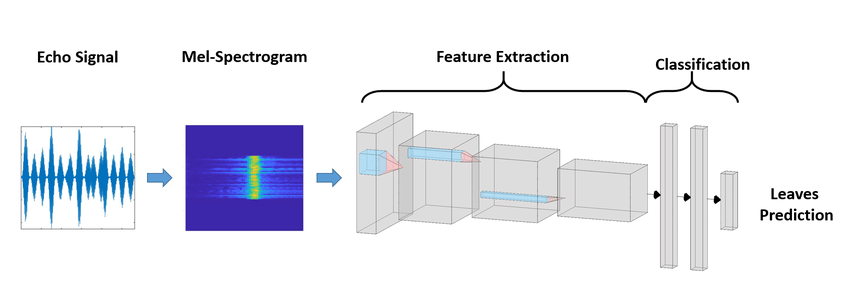 Echo Signal
Mel-Spectrogram
Feature Extraction
Classification
Leaves
Prediction